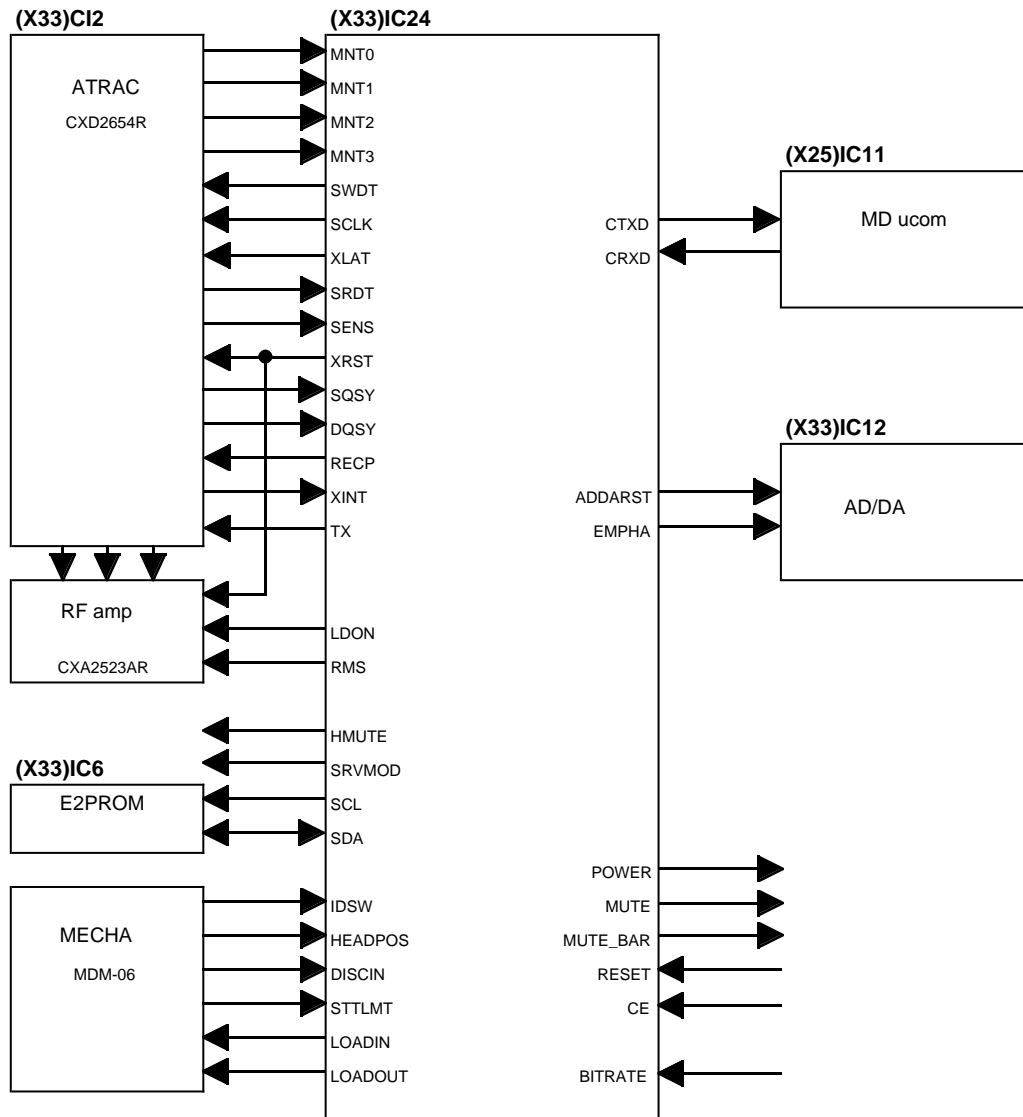 (X33)CI2
ATRAC
CXD2654R
RF amp
CXA2523AR
(X33)IC6
E2PROM
MECHA
MDM-06
(X33)IC24
MNT0
MNT1
MNT2
MNT3
SWDT
SCLK
XLAT
SRDT
SENS
XRST
SQSY
DQSY
RECP
XINT
TX
LDON
RMS
HMUTE
SRVMOD
SCL
SDA
IDSW
HEADPOS
DISCIN
STTLMT
LOADIN
LOADOUT
CTXD
CRXD
ADDARST
EMPHA
POWER
MUTE
MUTE_BAR
RESET
CE
BITRATE
(X25)IC11
MD ucom
(X33)IC12
AD/DA